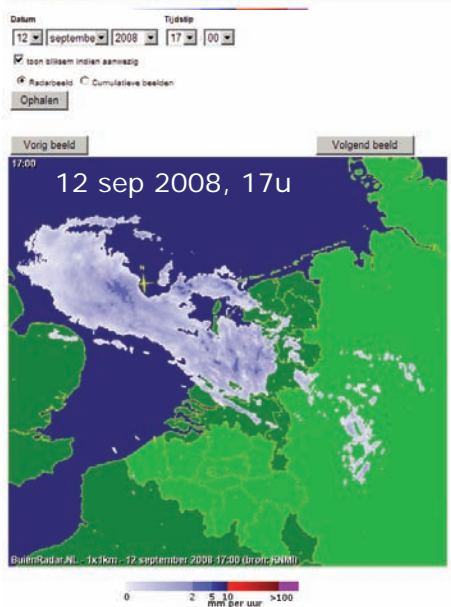 Datum Tijdstip
12 septembe 2008 17 : 00
toon bliksem indien aanwezig
Radarbeeld Cumulatieve beelden
Ophalen
Vorig beeld Volgend beeld
17:00
12 sep 2008, 17u
BuienRadar.NL - 1x1km - 12 september 2008 17:00 (bron: KNMI)
0 2 5 10 >100
mm per uur